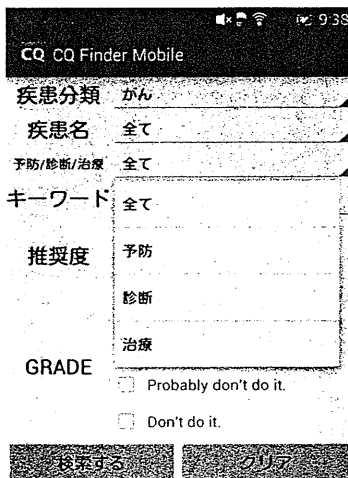 9:38
CQ CQ Finder Mobile
疾患分類 がん
疾患名 全て
予防/診断/治療 全て
キーワード
全て
予防
推奨度
診断
治療
GRADE
Probably don't do it.
Don't do it.
検索する クリア